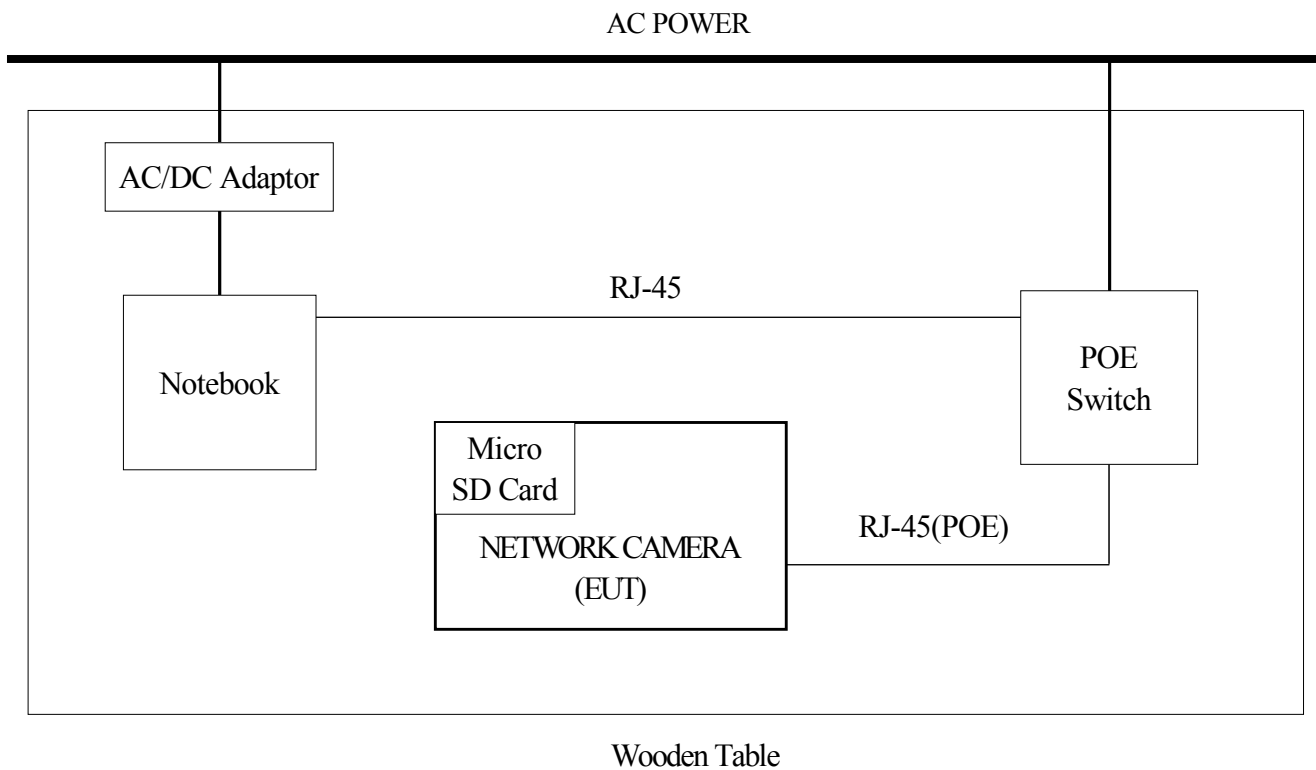 AC POWER
AC/DC Adaptor
RJ-45
Notebook
POE
Switch
Micro
SD Card
RJ-45(POE)
NETWORK CAMERA
(EUT)
Wooden Table